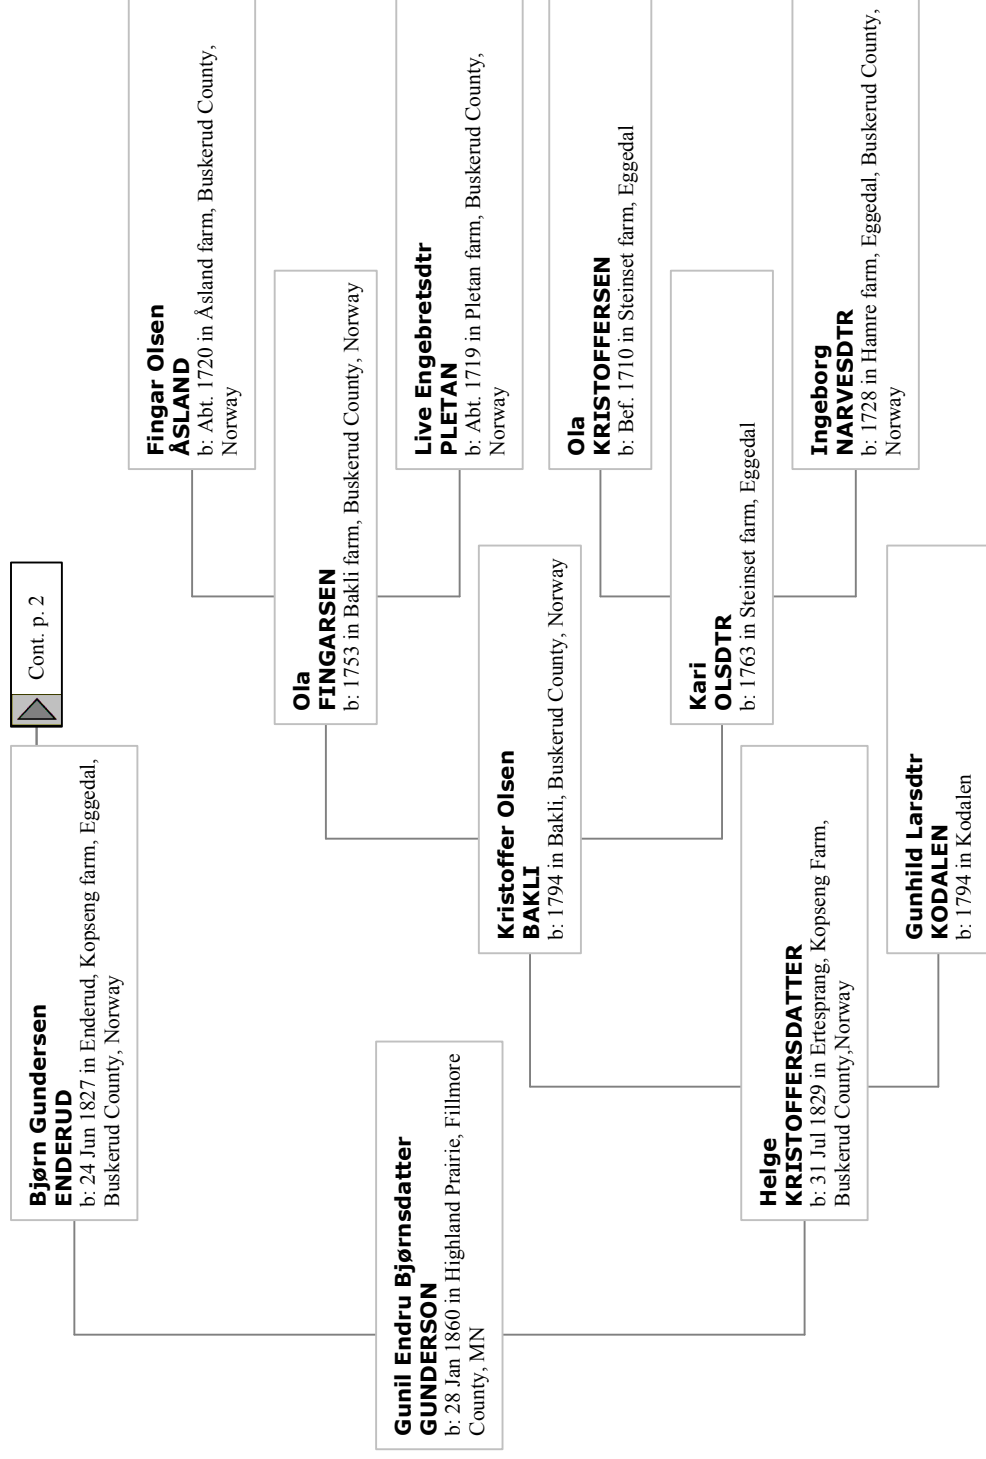 Cont. p. 2
Bjørn Gundersen
ENDERUD
b: 24 Jun 1827 in Enderud, Kopseng farm, Eggedal,
Buskerud County, Norway
Fingar Olsen
ÅSLAND
b: Abt. 1720 in Åsland farm, Buskerud County,
Norway
Ola
FINGARSEN
b: 1753 in Bakli farm, Buskerud County, Norway
Live Engebretsdtr
PLETAN
b: Abt. 1719 in Pletan farm, Buskerud County,
Norway
Gunil Endru Bjørnsdatter
GUNDERSON
b: 28 Jan 1860 in Highland Prairie, Fillmore
County, MN
Kristoffer Olsen
BAKLI
b: 1794 in Bakli, Buskerud County, Norway
Ola
KRISTOFFERSEN
b: Bef. 1710 in Steinset farm, Eggedal
Kari
OLSDTR
b: 1763 in Steinset farm, Eggedal
Ingeborg
NARVESDTR
b: 1728 in Hamre farm, Eggedal, Buskerud County,
Norway
Helge
KRISTOFFERSDATTER
b: 31 Jul 1829 in Ertesprang, Kopseng Farm,
Buskerud County,Norway
Gunhild Larsdtr
KODALEN
b: 1794 in Kodalen